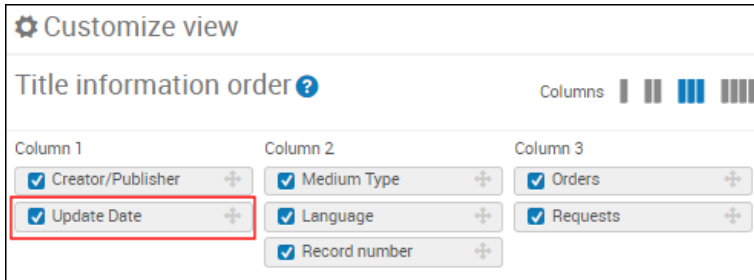 Customize view
Title information order ?
Columns
Column 1 Column 2 Column 3
Creator/Publisher Medium Type Orders
Update Date Language Requests
Record number